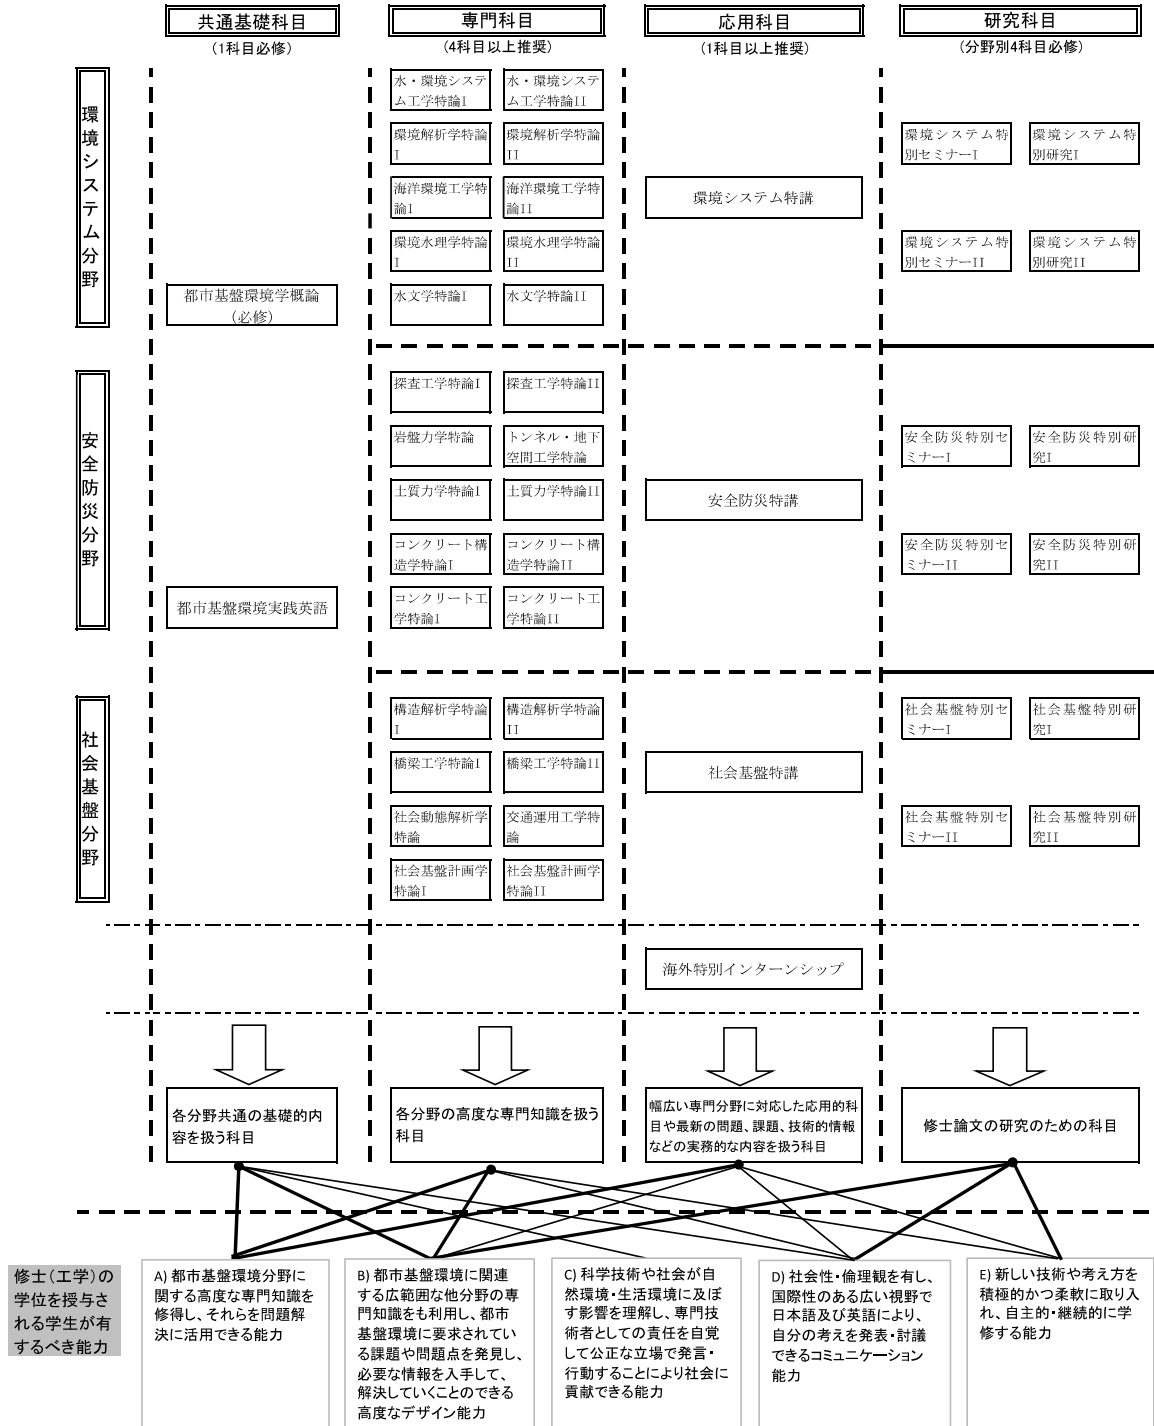 共通基礎科目
(1科目必修)
専門科目
(4科目以上推奨)
応用科目
(1科目以上推奨)
研究科目
(分野別4科目必修)
環境システム分野
都市基盤環境学概論
(必修)
水・環境システ
ム工学特論I
水・環境システ
ム工学特論II
環境解析学特論
I
環境解析学特論
II
海洋環境工学特
論I
海洋環境工学特
論II
環境水理学特論
I
環境水理学特論
II
水文学特論I
水文学特論II
環境システム特講
環境システム特
別セミナーI
環境システム特
別研究I
環境システム特
別セミナーII
環境システム特
別研究II
安全防災分野
都市基盤環境実践英語
探査工学特論I
探査工学特論II
岩盤力学特論
トンネル・地下
空間工学特論
土質力学特論I
土質力学特論II
コンクリート構
造学特論I
コンクリート構
造学特論II
コンクリート工
学特論I
コンクリート工
学特論II
安全防災特講
安全防災特別セ
ミナーI
安全防災特別研
究I
安全防災特別セ
ミナーII
安全防災特別研
究II
社会基盤分野
構造解析学特論
I
構造解析学特論
II
橋梁工学特論I
橋梁工学特論II
社会動態解析学
特論
交通運用工学特
論
社会基盤計画学
特論I
社会基盤計画学
特論II
社会基盤特講
社会基盤特別セ
ミナーI
社会基盤特別研
究I
社会基盤特別セ
ミナーII
社会基盤特別研
究II
海外特別インターンシップ
各分野共通の基礎的内
容を扱う科目
各分野の高度な専門知識を扱う
科目
幅広い専門分野に対応した応用的科
目や最新の問題、課題、技術的情報
などの実務的な内容を扱う科目
修士論文の研究のための科目
修士(工学)の
学位を授与さ
れる学生が有
するべき能力
A) 都市基盤環境分野に
関する高度な専門知識を
修得し、それらを問題解
決に活用できる能力
B) 都市基盤環境に関連
する広範囲な他分野の専
門知識をも利用し、都市
基盤環境に要求されてい
る課題や問題点を発見し、
必要な情報を入手して、
解決していくことのできる
高度なデザイン能力
C) 科学技術や社会が自
然環境・生活環境に及ぼ
す影響を理解し、専門技
術者としての責任を自覚
して公正な立場で発言・
行動することにより社会に
貢献できる能力
D) 社会性・倫理観を有し、
国際性のある広い視野で
日本語及び英語により、
自分の考えを発表・討議
できるコミュニケーション
能力
E) 新しい技術や考え方を
積極的かつ柔軟に取り入
れ、自主的・継続的に学
修する能力